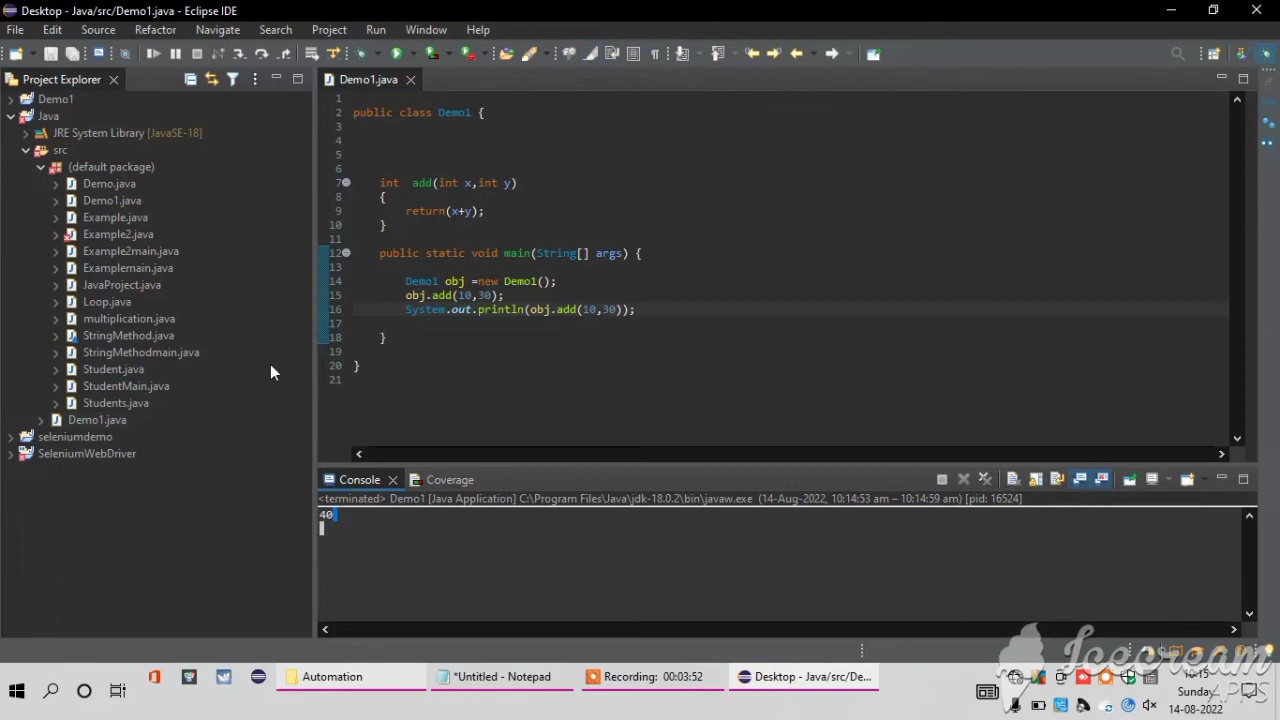 Desktop - Java/src/Demo1.java - Eclipse IDE
File Edit Source Refactor Navigate Search Project Run Window Help
Project Explorer
Demo1
Java
JRE System Library [JavaSE-18]
src
(default package)
Demo.java
Demo1.java
Example.java
Example2.java
Example2main.java
Examplemain.java
JavaProject.java
Loop.java
multiplication.java
StringMethod.java
StringMethodmain.java
Student.java
StudentMain.java
Students.java
Demo1.java
seleniumdemo
SeleniumWebDriver
Demo1.java
1
2 public class Demo1 {
3
4
5
6
7 int add(int x,int y)
8 {
9 return(x+y);
10 }
11
12 public static void main(String[] args) {
13
14 Demo1 obj =new Demo1();
15 obj.add(10,30);
16 System.out.println(obj.add(10,30));
17
18 }
19
20 }
21
Console Coverage
<terminated> Demo1 [Java Application] C:\Program Files\Java\jdk-18.0.2\bin\javaw.exe (14-Aug-2022, 10:14:53 am – 10:14:59 am) [pid: 16524]
40
Icecream
APPS
Automation
*Untitled - Notepad
Recording: 00:03:52
Desktop - Java/src/De...
10:15
Sunday
14-08-2022